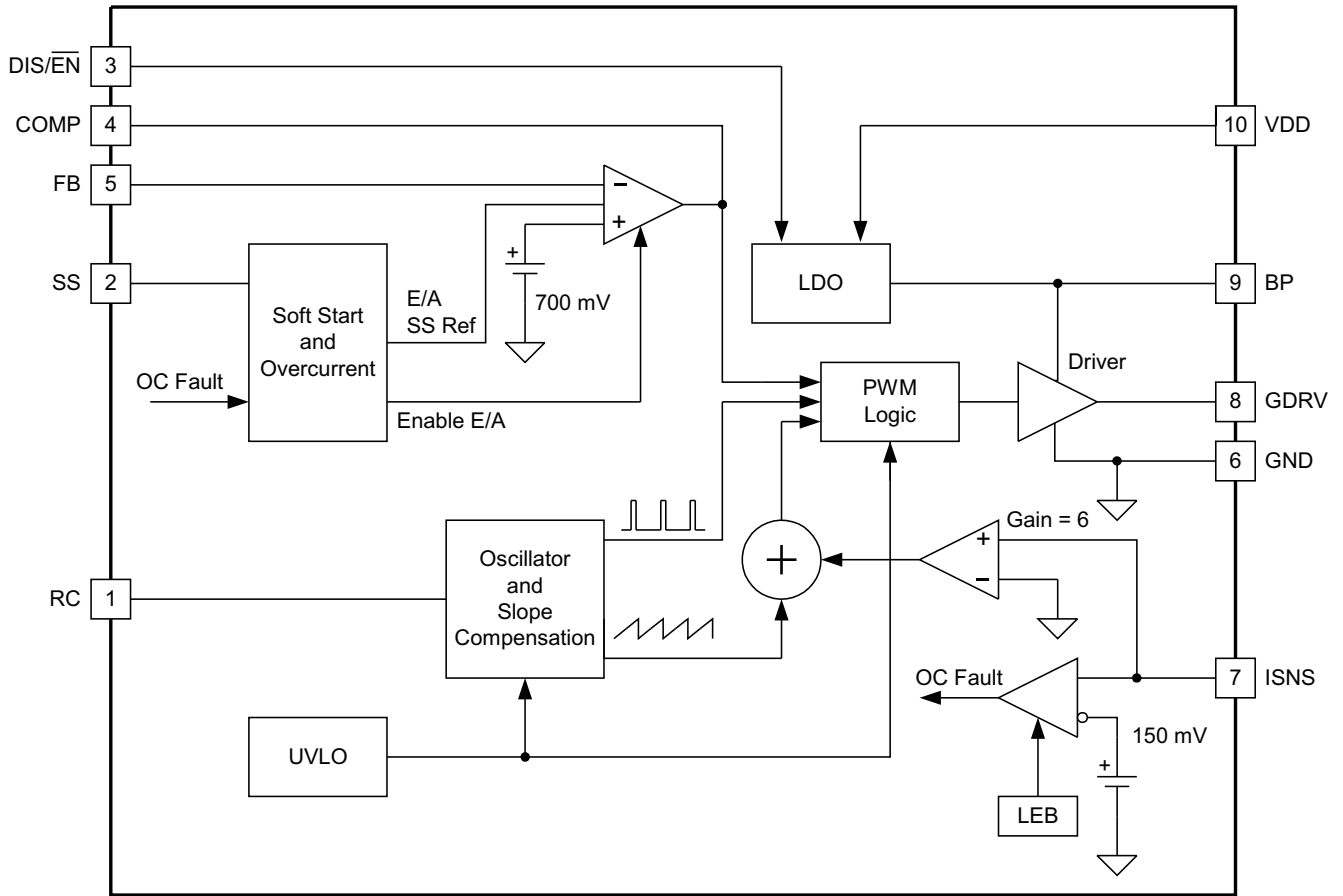 DIS/EN
3
COMP
4
10
VDD
FB
5
−
+
+
SS
2
700 mV
LDO
9
BP
Soft Start
and
Overcurrent
E/A
SS Ref
Driver
OC Fault
PWM
Logic
8
GDRV
Enable E/A
6
GND
Gain = 6
+
−
+
Oscillator
and
Slope
Compensation
RC
1
OC Fault
7
ISNS
150 mV
+
UVLO
LEB